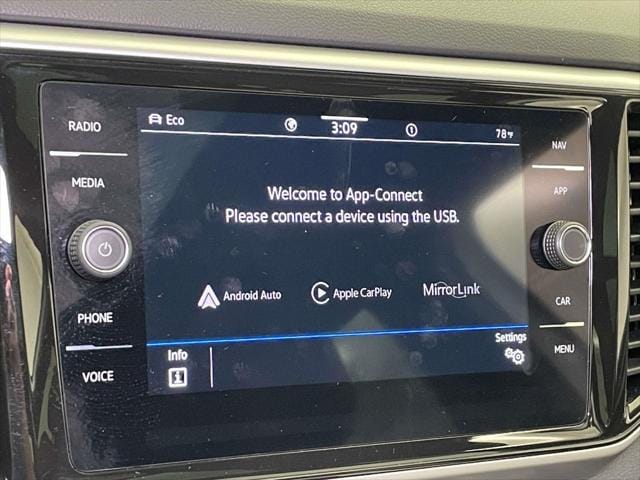 RADIO
MEDIA
PHONE
VOICE
Eco
3:09
1
78°F
Welcome to App-Connect
Please connect a device using the USB.
Android Auto
Apple CarPlay
MirrorLink
Info
Settings
NAV
APP
CAR
MENU